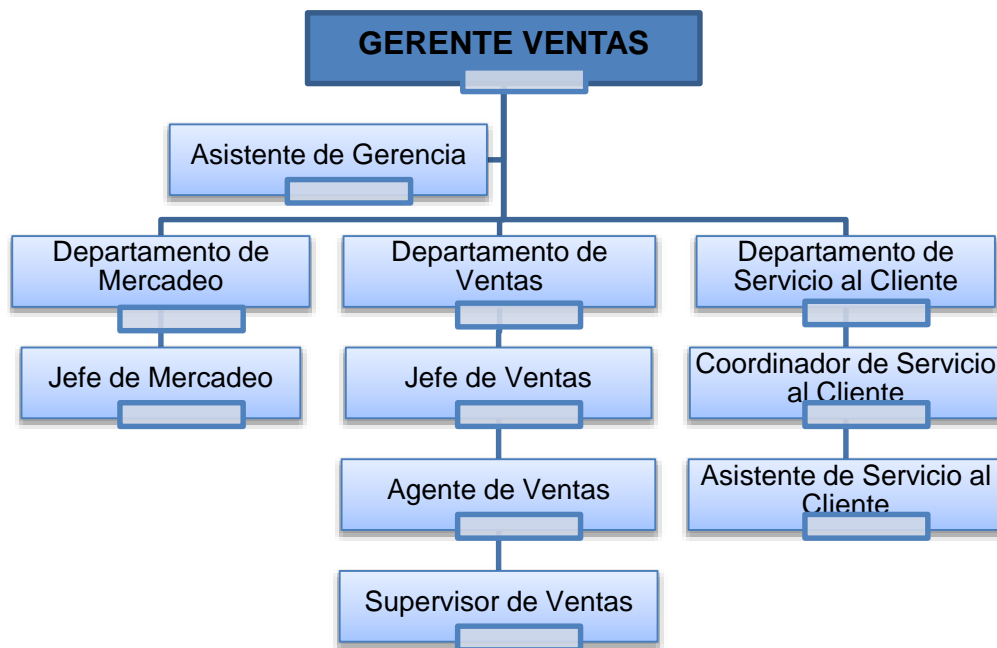 GERENTE VENTAS
Asistente de Gerencia
Departamento de
Mercadeo
Departamento de
Ventas
Departamento de
Servicio al Cliente
Jefe de Mercadeo
Jefe de Ventas
Coordinador de Servicio
al Cliente
Agente de Ventas
Asistente de Servicio al
Cliente
Supervisor de Ventas